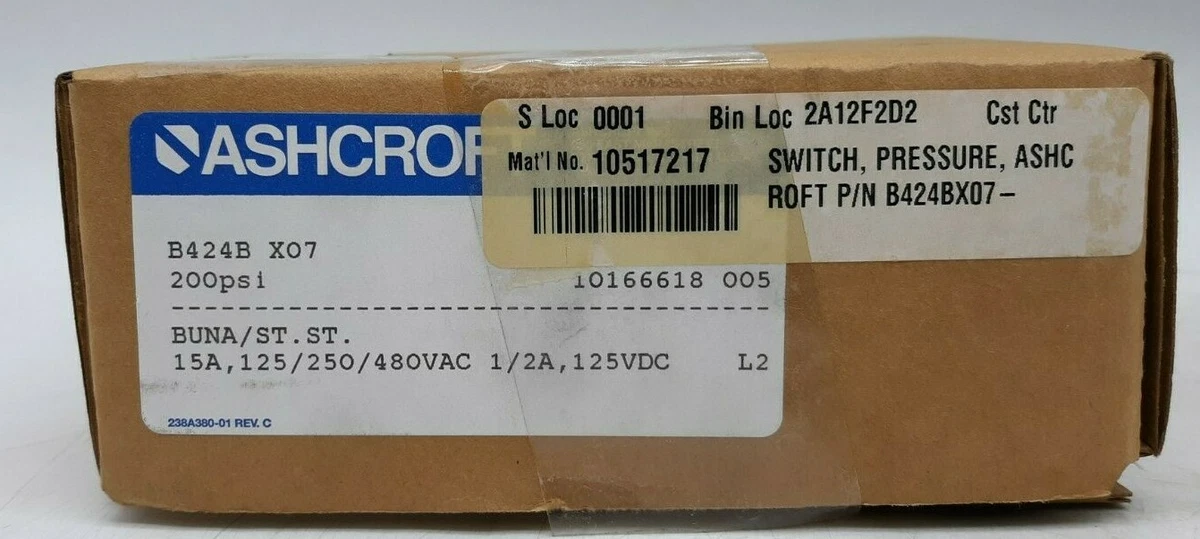 ASHCROF
S Loc 0001 Bin Loc 2A12F2D2 Cst Ctr
Mat'l No. 10517217 SWITCH, PRESSURE, ASHC
ROFT P/N B424BX07-
B424B XO7
200psi 10166618 005
-----------------------------------
BUNA/ST.ST.
15A,125/250/480VAC 1/2A,125VDC L2
238A380-01 REV. C